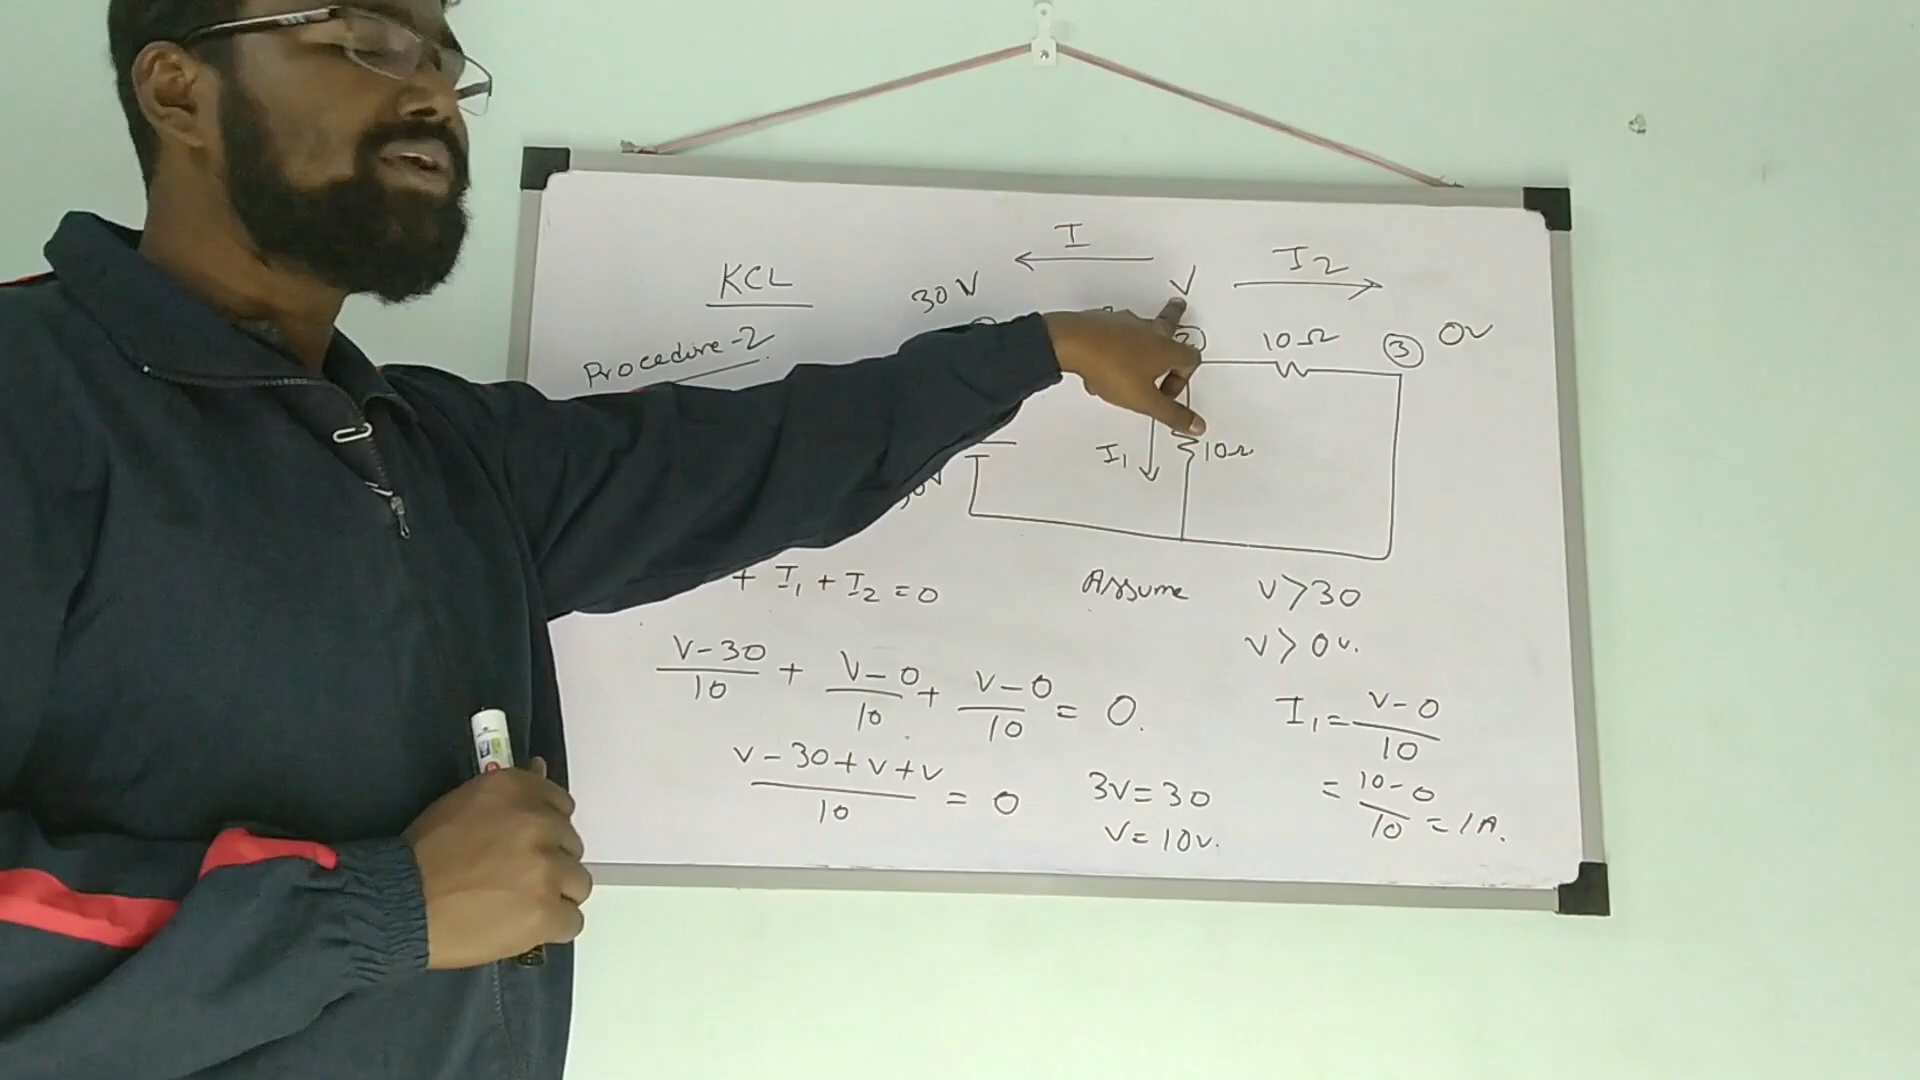 KCL
Procedure-2
I
I2
30V
V
2
10Ω
3
0V
I1
10Ω
+ I1 + I2 = 0
V-30/10 + V-0/10 + V-0/10 = 0.
V-30+V+V/10 = 0
3V=30
V=10V.
Assume V>30
V>0V.
I1 = V-0/10
= 10-0/10 = 1A.